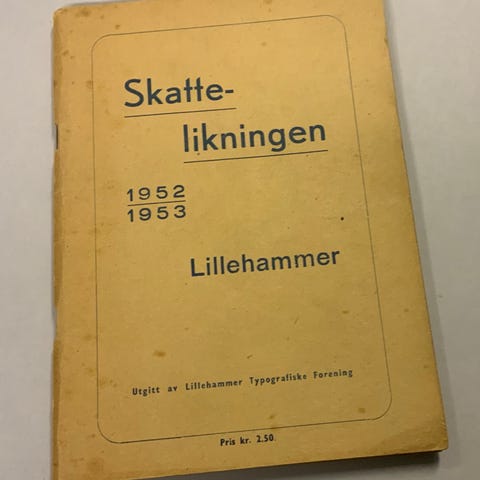 Skatte-
likningen
1952
1953
Lillehammer
Utgitt av Lillehammer Typografiske Forening
Pris kr. 2.50.